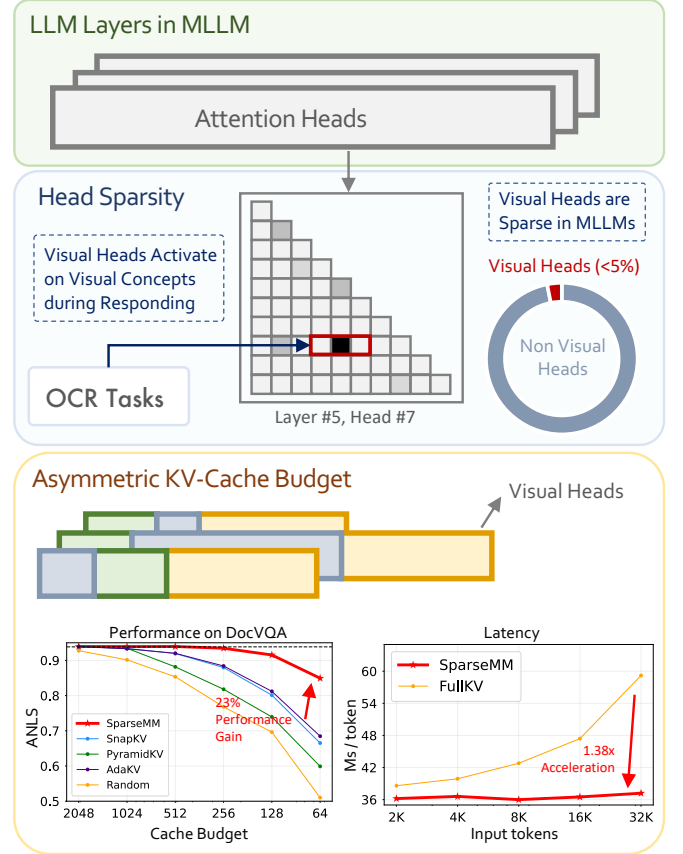 LLM Layers in MLLM
Attention Heads
Head Sparsity
Visual Heads Activate
on Visual Concepts
during Responding
OCR Tasks
Layer #5, Head #7
Visual Heads are
Sparse in MLLMs
Visual Heads (<5%)
Non Visual
Heads
Asymmetric KV-Cache Budget
Visual Heads
Performance on DocVQA
ANLS
0.9
0.8
0.7
0.6
0.5
SparseMM
SnapKV
PyramidKV
AdaKV
Random
23%
Performance
Gain
2048 1024 512 256 128 64
Cache Budget
Latency
Ms / token
60
54
48
42
36
SparseMM
FullKV
1.38x
Acceleration
2K 4K 8K 16K 32K
Input tokens